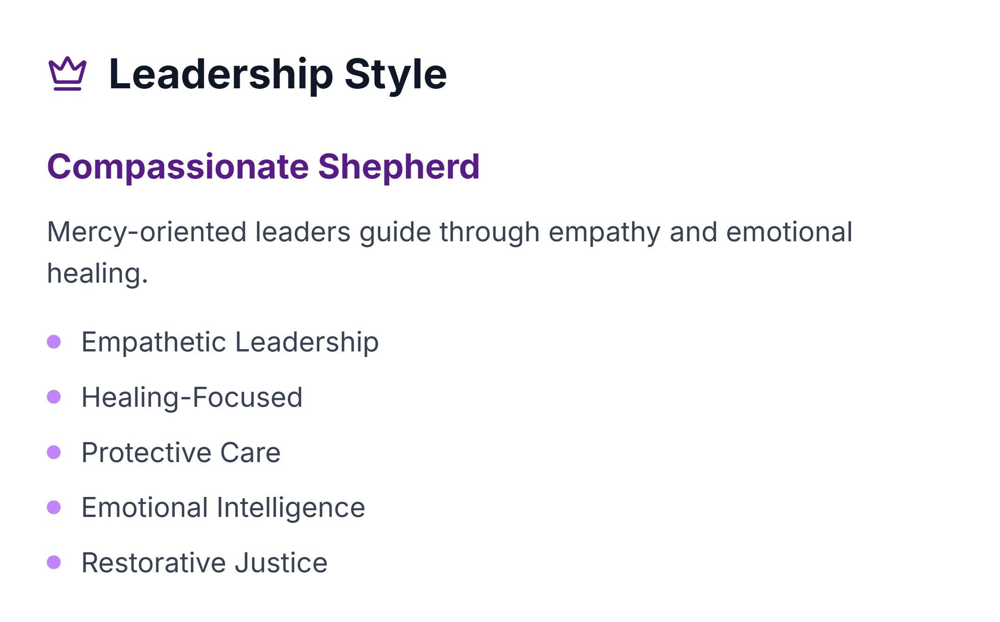 Leadership Style
Compassionate Shepherd
Mercy-oriented leaders guide through empathy and emotional
healing.
Empathetic Leadership
Healing-Focused
Protective Care
Emotional Intelligence
Restorative Justice